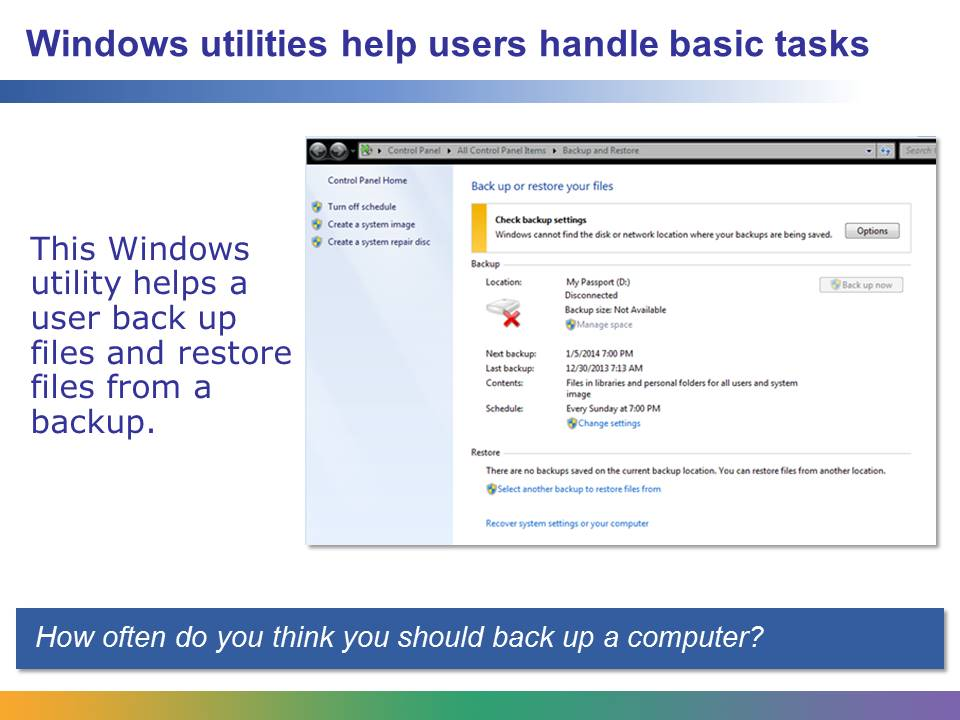 Windows utilities help users handle basic tasks
This Windows
utility helps a
user back up
files and restore
files from a
backup.
Control Panel
All Control Panel Items
Backup and Restore
Search
Control Panel Home
Turn off schedule
Create a system image
Create a system repair disc
Back up or restore your files
Check backup settings
Windows cannot find the disk or network location where your backups are being saved.
Options
Backup
Location: My Passport (D:)
Disconnected
Backup size: Not Available
Manage space
Back up now
Next backup: 1/5/2014 7:00 PM
Last backup: 12/30/2013 7:13 AM
Contents: Files in libraries and personal folders for all users and system
image
Schedule: Every Sunday at 7:00 PM
Change settings
Restore
There are no backups saved on the current backup location. You can restore files from another location.
Select another backup to restore files from
Recover system settings or your computer
How often do you think you should back up a computer?